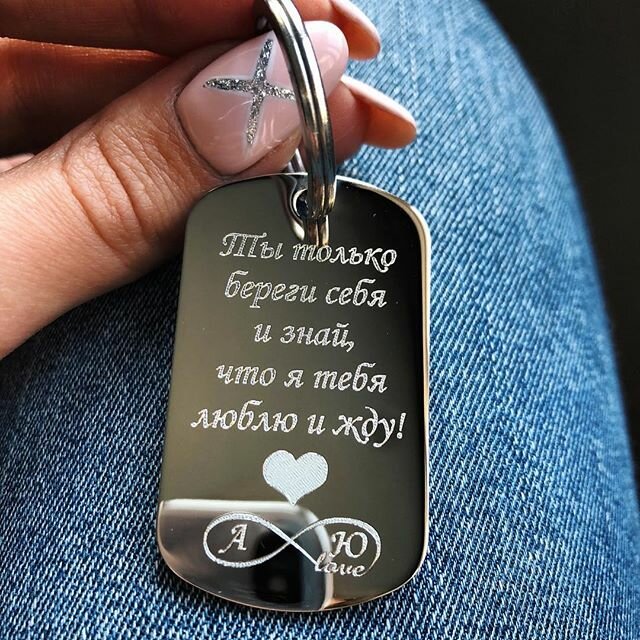 Ты только
береги себя
и знай,
что я тебя
люблю и жду!
А Ю
love